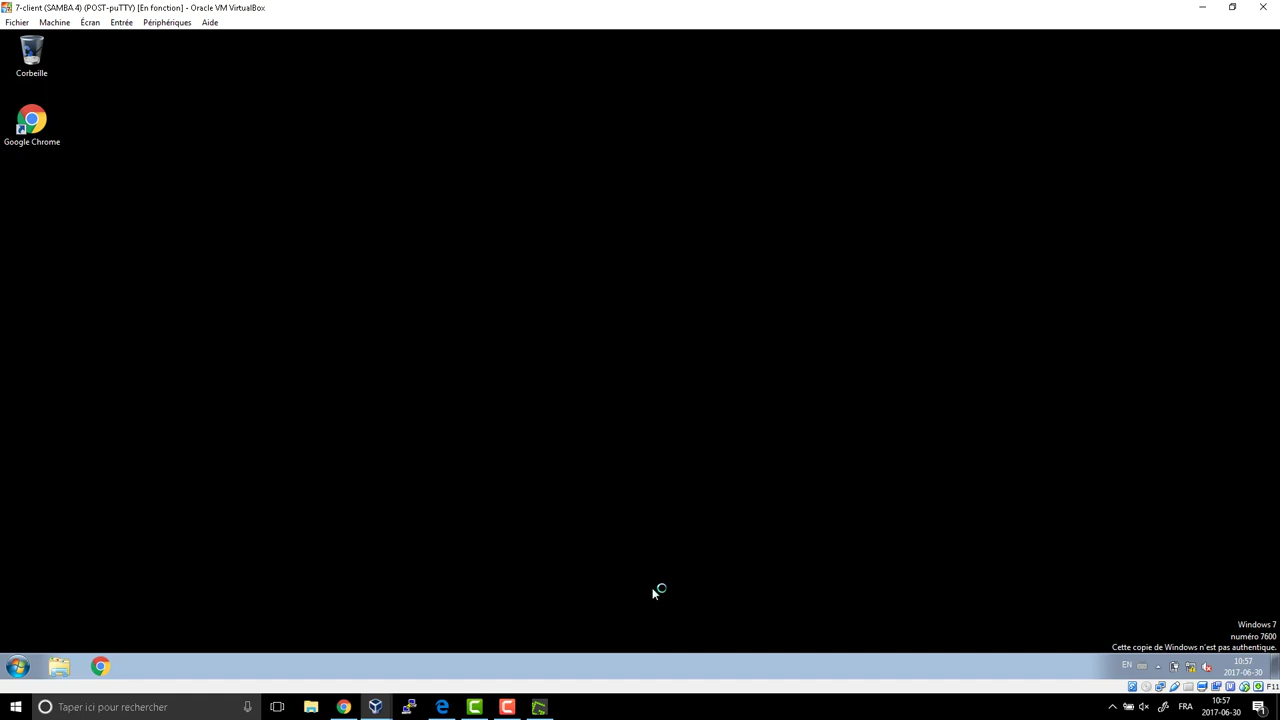 7-client (SAMBA 4) (POST-puTTY) [En fonction] - Oracle VM VirtualBox
Fichier Machine Écran Entrée Périphériques Aide
Corbeille
Google Chrome
Windows 7
numéro 7600
Cette copie de Windows n'est pas authentique.
EN
10:57
2017-06-30
F11
Taper ici pour rechercher
FRA
10:57
2017-06-30
1